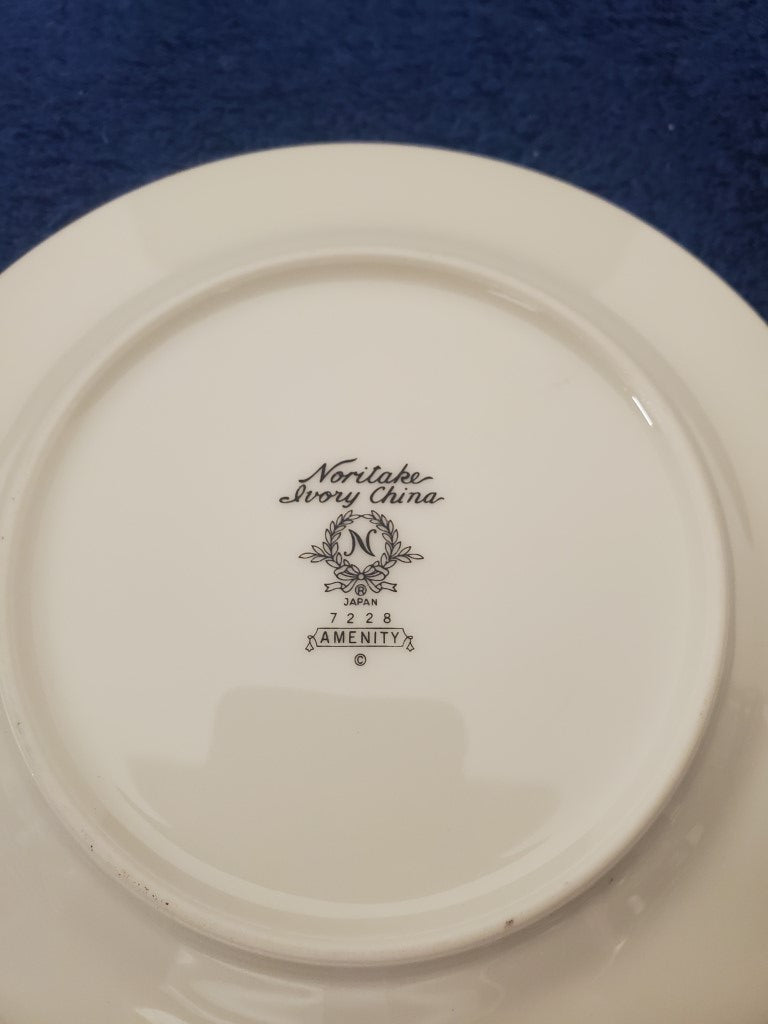 Noritake
Ivory China
N
®
JAPAN
7228
AMENITY
©